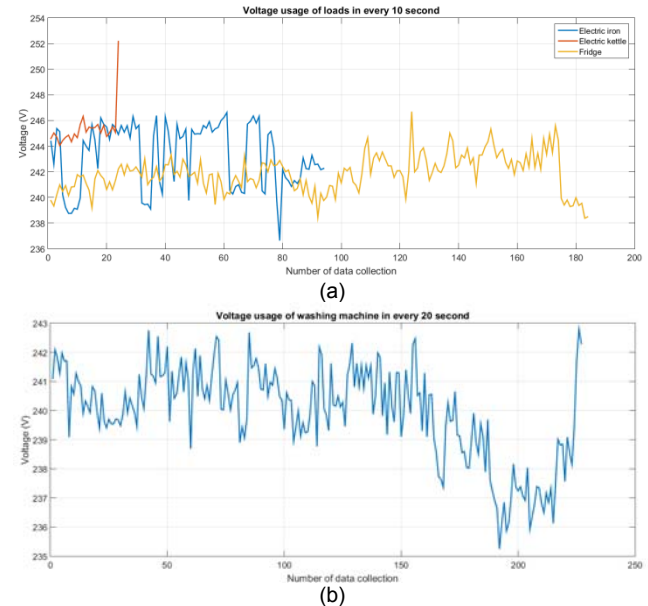 Voltage usage of loads in every 10 second
254
252
250
248
246
244
242
240
238
236
Voltage (V)
Electric iron
Electric kettle
Fridge
0 20 40 60 80 100 120 140 160 180 200
Number of data collection
(a)
Voltage usage of washing machine in every 20 second
243
242
241
240
239
238
237
236
235
Voltage (V)
0 50 100 150 200 250
Number of data collection
(b)